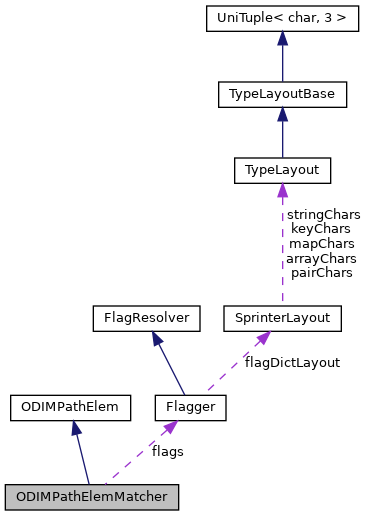 UniTuple< char, 3 >
TypeLayoutBase
TypeLayout
stringChars
keyChars
mapChars
arrayChars
pairChars
FlagResolver
SprinterLayout
flagDictLayout
ODIMPathElem
Flagger
flags
ODIMPathElemMatcher